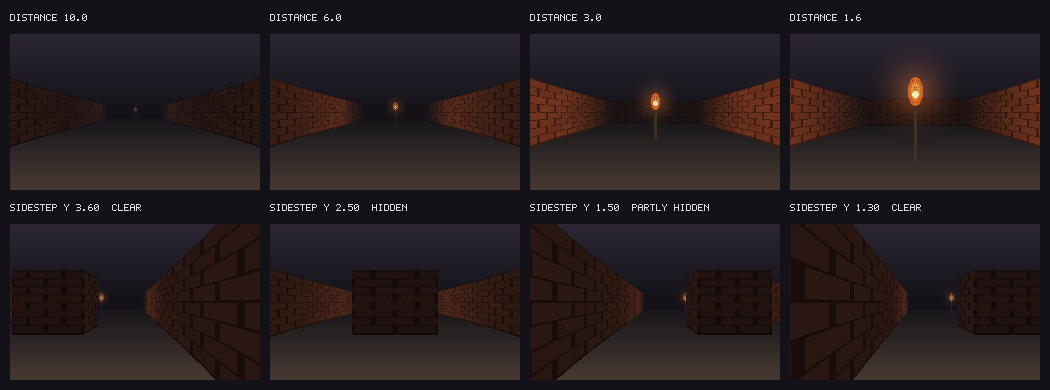 DISTANCE 10.0
DISTANCE 6.0
DISTANCE 3.0
DISTANCE 1.6
SIDESTEP Y 3.60  CLEAR
SIDESTEP Y 2.50  HIDDEN
SIDESTEP Y 1.50  PARTLY HIDDEN
SIDESTEP Y 1.30  CLEAR